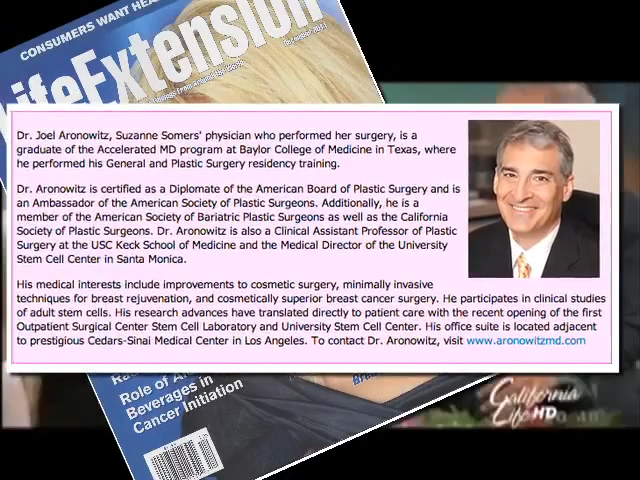 CONSUMERS WANT HEA
ifeExtension
December 2011
Dr. Joel Aronowitz, Suzanne Somers' physician who performed her surgery, is a
graduate of the Accelerated MD program at Baylor College of Medicine in Texas, where
he performed his General and Plastic Surgery residency training.
Dr. Aronowitz is certified as a Diplomate of the American Board of Plastic Surgery and is
an Ambassador of the American Society of Plastic Surgeons. Additionally, he is a
member of the American Society of Bariatric Plastic Surgeons as well as the California
Society of Plastic Surgeons. Dr. Aronowitz is also a Clinical Assistant Professor of Plastic
Surgery at the USC Keck School of Medicine and the Medical Director of the University
Stem Cell Center in Santa Monica.
His medical interests include improvements to cosmetic surgery, minimally invasive
techniques for breast rejuvenation, and cosmetically superior breast cancer surgery. He participates in clinical studies
of adult stem cells. His research advances have translated directly to patient care with the recent opening of the first
Outpatient Surgical Center Stem Cell Laboratory and University Stem Cell Center. His office suite is located adjacent
to prestigious Cedars-Sinai Medical Center in Los Angeles. To contact Dr. Aronowitz, visit www.aronowitzmd.com
Role of A
Beverages in
Cancer Initiation
California
Life MD